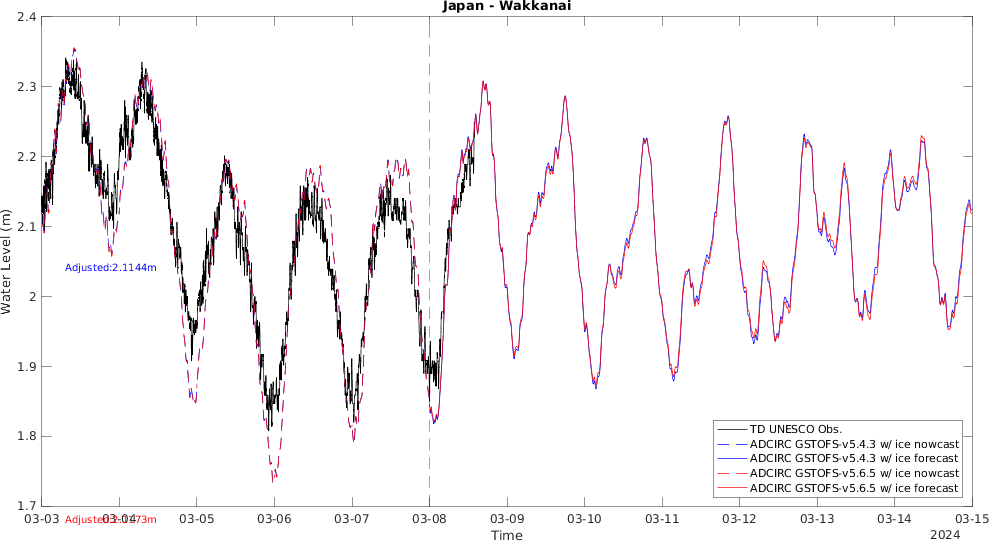 Japan - Wakkanai
2.4
2.3
2.2
2.1
2
1.9
1.8
1.7
Water Level (m)
Adjusted:2.1144m
TD UNESCO Obs.
ADCIRC GSTOFS-v5.4.3 w/ ice nowcast
ADCIRC GSTOFS-v5.4.3 w/ ice forecast
ADCIRC GSTOFS-v5.6.5 w/ ice nowcast
ADCIRC GSTOFS-v5.6.5 w/ ice forecast
03-03 03-04 03-05 03-06 03-07 03-08 03-09 03-10 03-11 03-12 03-13 03-14 03-15
Time
2024